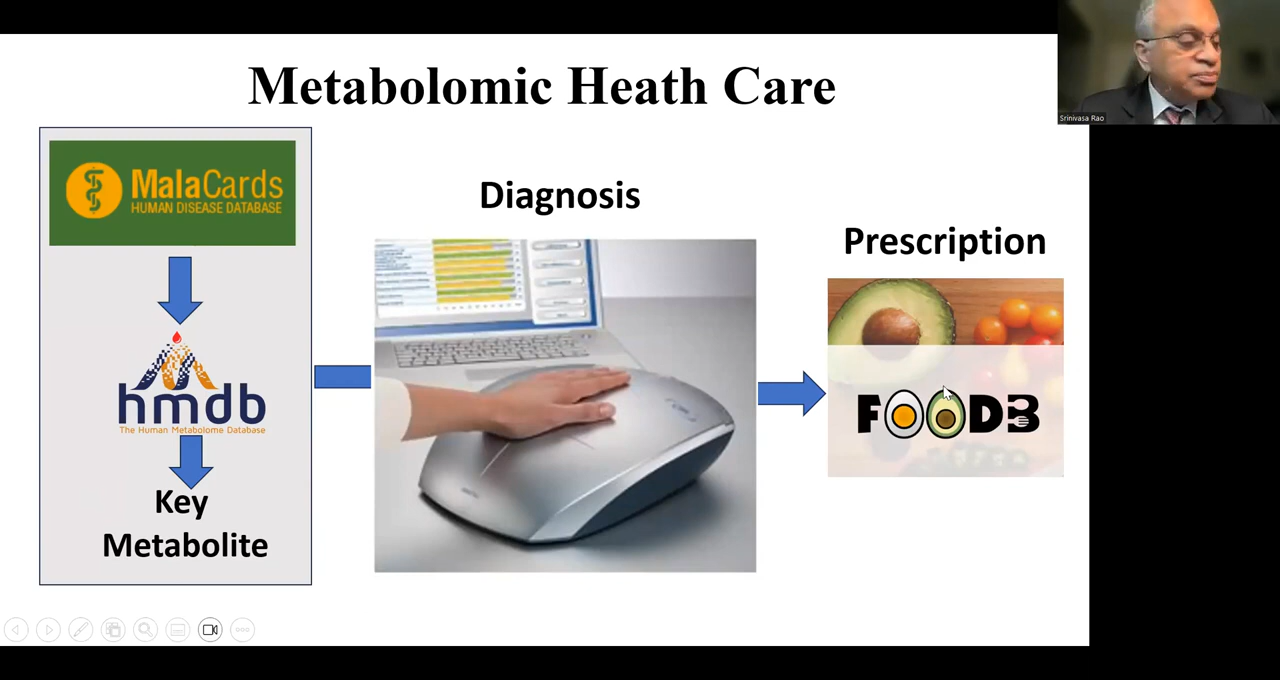 Metabolomic Heath Care
Srinivasa Rao
MalaCards
HUMAN DISEASE DATABASE
hmdb
The Human Metabolome Database
Key
Metabolite
Diagnosis
Prescription
FOODB